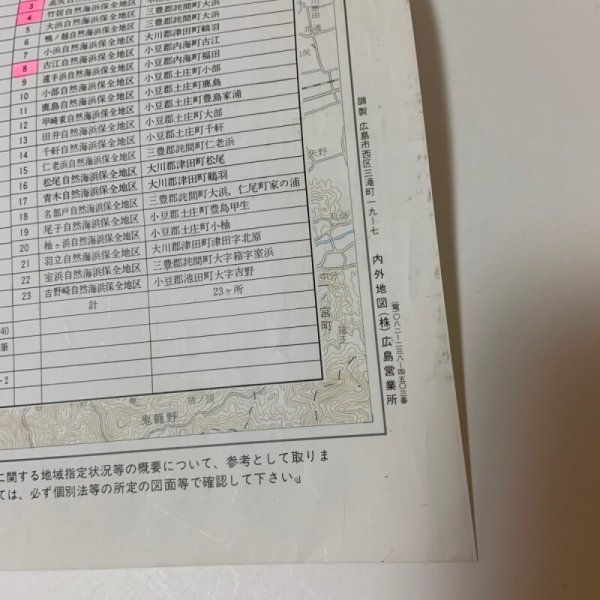 3 高尻自然海浜保全地区
4 竹居自然海浜保全地区 三豊郡詫間町大浜
5 大浜自然海浜保全地区 三豊郡詫間町大浜
6 鴨ノ越自然海浜保全地区 大川郡津田町鶴羽
7 小浜自然海浜保全地区 小豆郡内海町古江
8 古江自然海浜保全地区 小豆郡内海町福田
9 遠手浜自然海浜保全地区 小豆郡土庄町小部
10 小部自然海浜保全地区 小豆郡土庄町鹿島
11 鹿島自然海浜保全地区 小豆郡土庄町豊島家浦
12 甲崎東自然海浜保全地区 小豆郡土庄町大部
13 田井自然海浜保全地区 小豆郡土庄町千軒
14 千軒自然海浜保全地区 三豊郡詫間町仁老浜
15 仁老浜自然海浜保全地区 大川郡津田町松尾
16 松尾自然海浜保全地区 大川郡津田町鶴羽
17 青木自然海浜保全地区 三豊郡詫間町大浜，仁尾町家の浦
18 名部戸自然海浜保全地区 小豆郡土庄町豊島甲生
19 尾子自然海浜保全地区 小豆郡土庄町小柚
20 柚ヶ浜自然海浜保全地区 大川郡津田町津田字北原
21 羽立自然海浜保全地区 三豊郡詫間町大字箱字室浜
22 室浜自然海浜保全地区 小豆郡池田町大字吉野
23 吉野崎自然海浜保全地区 23ヶ所
計
40
筆
-2
矢野
一ノ宮町
鬼龍野
調製 広島市西区三滝町一九−七
内外地図(株)広島営業所
(電)〇八二−二三八−四五〇三番
に関する地域指定状況等の概要について、参考として取りま
ては、必ず個別法等の所定の図面等で確認して下さい』